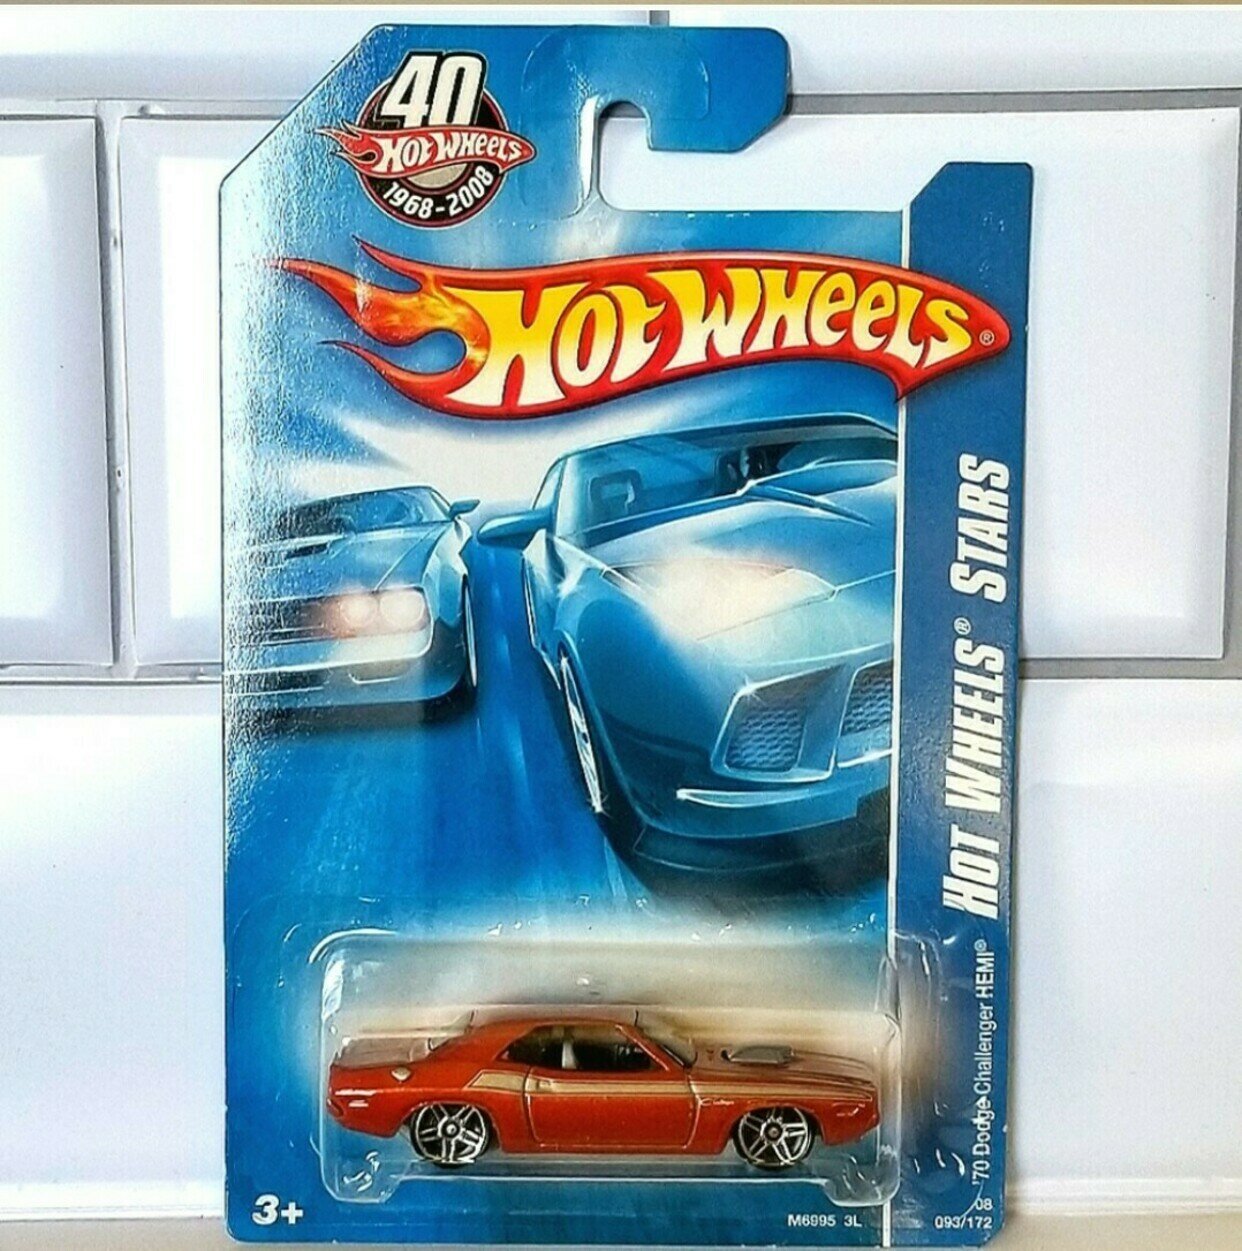 40
HOT WHEELS
1968-2008
HOT WHEELS®
HOT WHEELS® STARS
'70 Dodge Challenger HEMI®
3+
M6995 3L
08
093/172